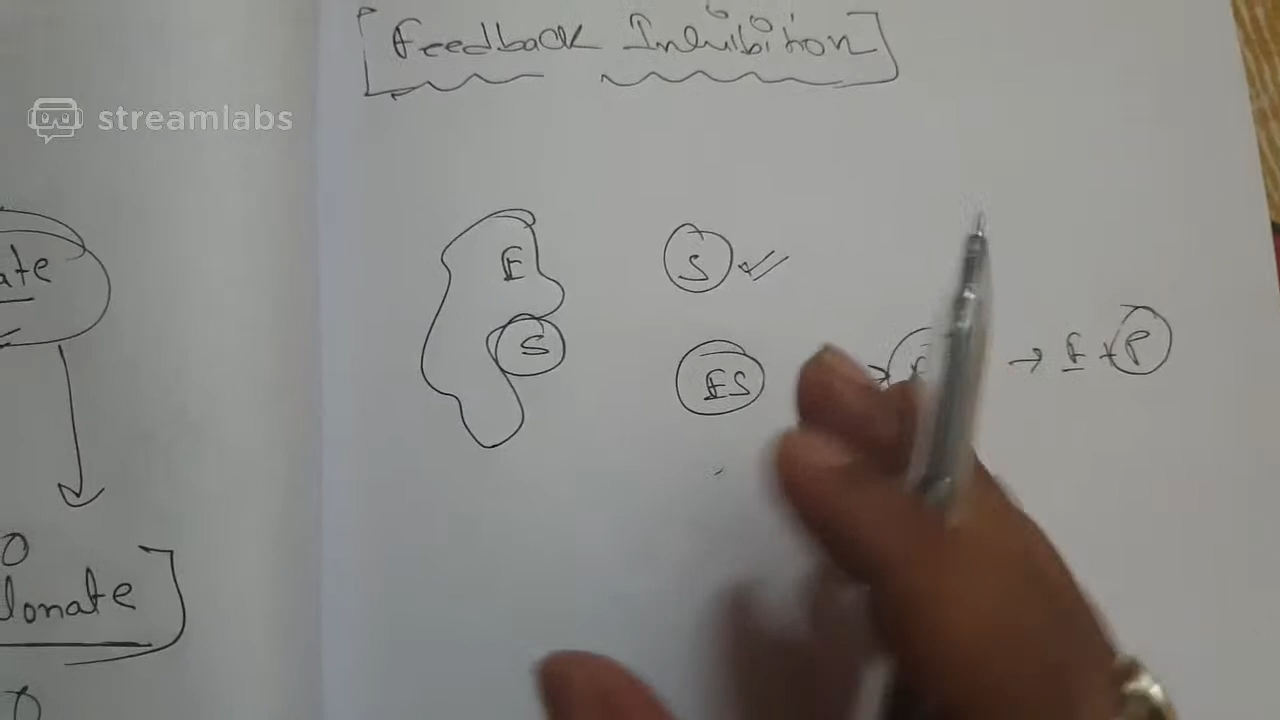 Feedback Inhibition
streamlabs
E
S
ate
S
ES
→ E + P
O
lonate